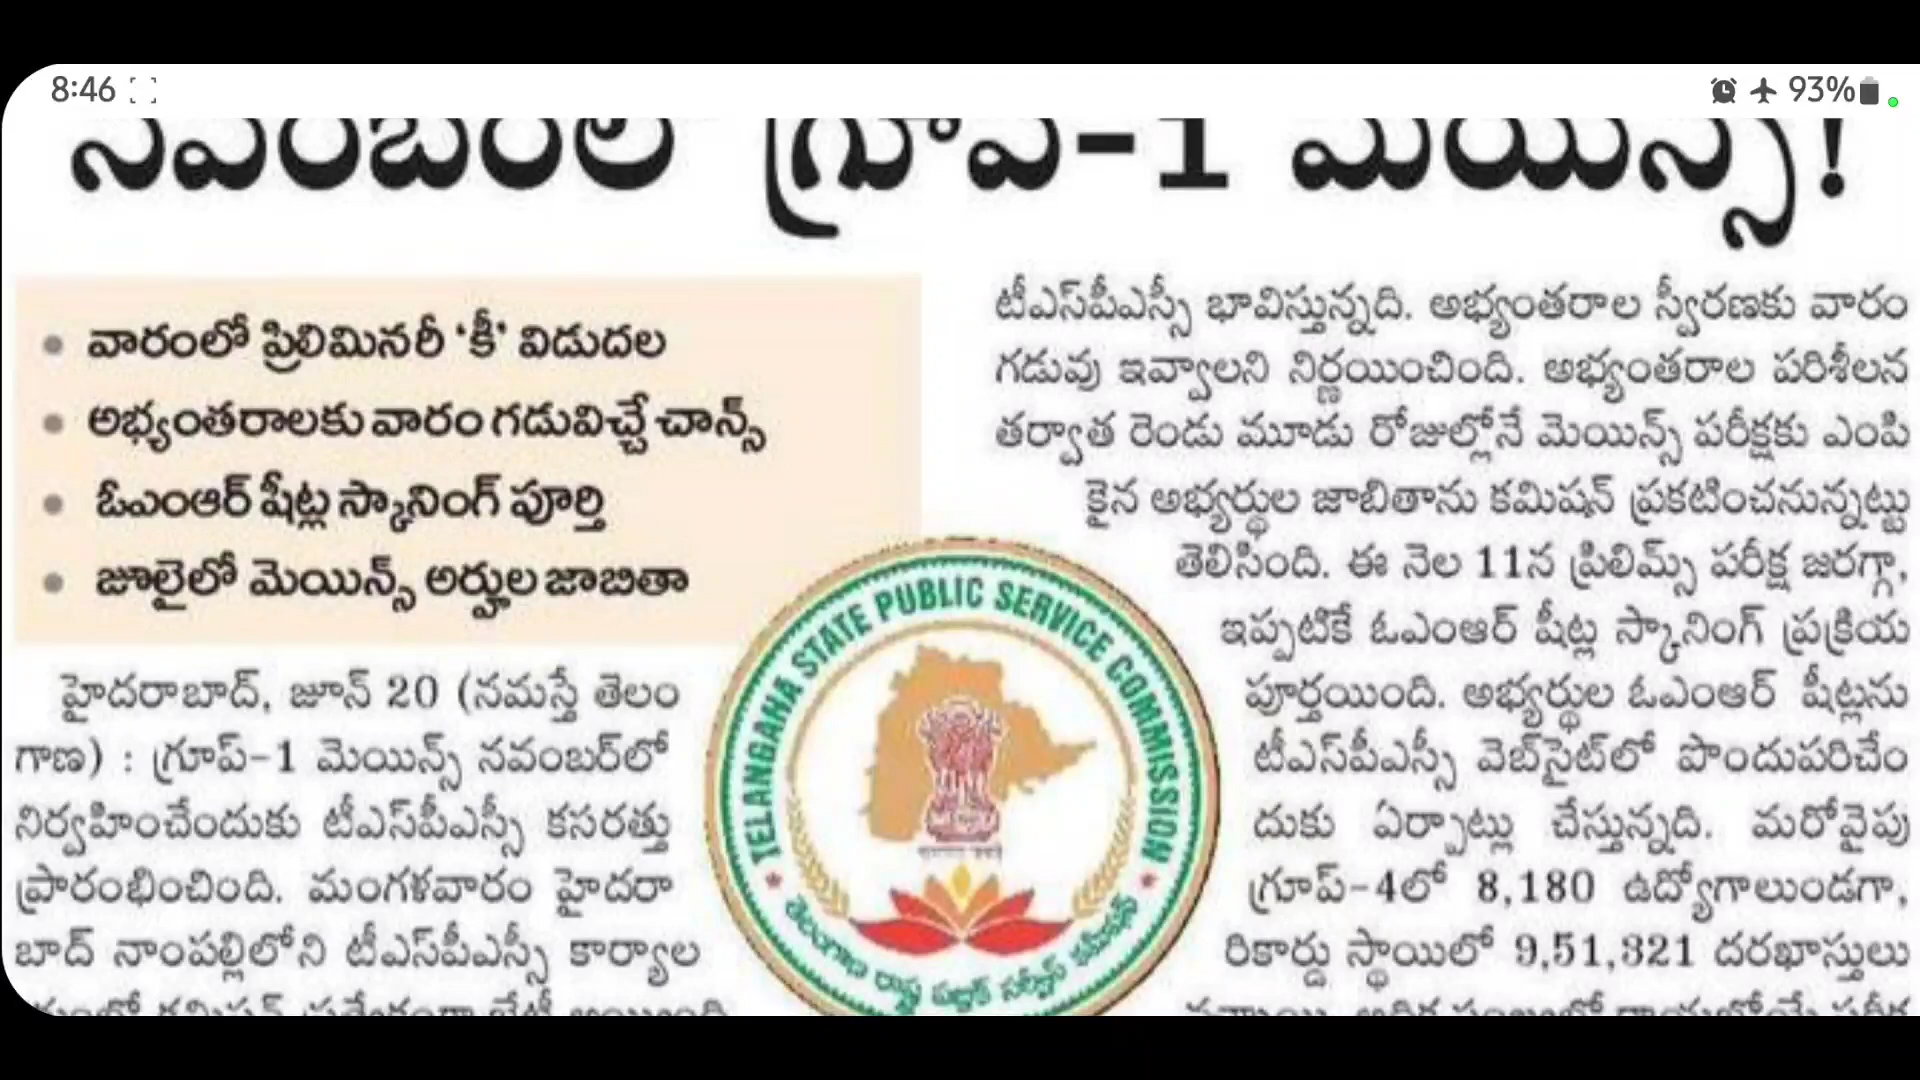 8:46
93%
నవంబర్‌లో గ్రూప్-1 మెయిన్స్!
వారంలో ప్రిలిమినరీ ‘కీ’ విడుదల
అభ్యంతరాలకు వారం గడువిచ్చే చాన్స్
ఓఎంఆర్ షీట్ల స్కానింగ్ పూర్తి
జూలైలో మెయిన్స్ అర్హుల జాబితా
హైదరాబాద్, జూన్ 20 (నమస్తే తెలం
గాణ) : గ్రూప్-1 మెయిన్స్ నవంబర్‌లో
నిర్వహించేందుకు టీఎస్‌పీఎస్సీ కసరత్తు
ప్రారంభించింది. మంగళవారం హైదరా
బాద్ నాంపల్లిలోని టీఎస్‌పీఎస్సీ కార్యాల
TELANGANA STATE PUBLIC SERVICE COMMISSION
తెలంగాణ రాష్ట్ర పబ్లిక్ సర్వీస్ కమీషన్
టీఎస్‌పీఎస్సీ భావిస్తున్నది. అభ్యంతరాల స్వీరణకు వారం
గడువు ఇవ్వాలని నిర్ణయించింది. అభ్యంతరాల పరిశీలన
తర్వాత రెండు మూడు రోజుల్లోనే మెయిన్స్ పరీక్షకు ఎంపి
కైన అభ్యర్థుల జాబితాను కమిషన్ ప్రకటించనున్నట్టు
తెలిసింది. ఈ నెల 11న ప్రిలిమ్స్ పరీక్ష జరగ్గా,
ఇప్పటికే ఓఎంఆర్ షీట్ల స్కానింగ్ ప్రక్రియ
పూర్తయింది. అభ్యర్థుల ఓఎంఆర్ షీట్లను
టీఎస్‌పీఎస్సీ వెబ్‌సైట్‌లో పొందుపరిచేం
దుకు ఏర్పాట్లు చేస్తున్నది. మరోవైపు
గ్రూప్-4లో 8,180 ఉద్యోగాలుండగా,
రికార్డు స్థాయిలో 9,51,321 దరఖాస్తులు